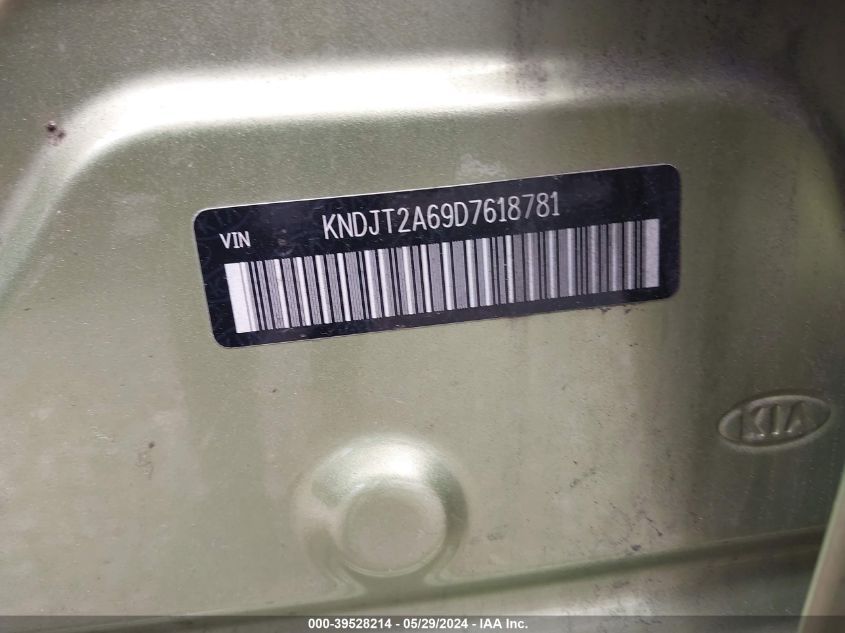 VIN KNDJT2A69D7618781
KIA
000-39528214 - 05/29/2024 - IAA Inc.